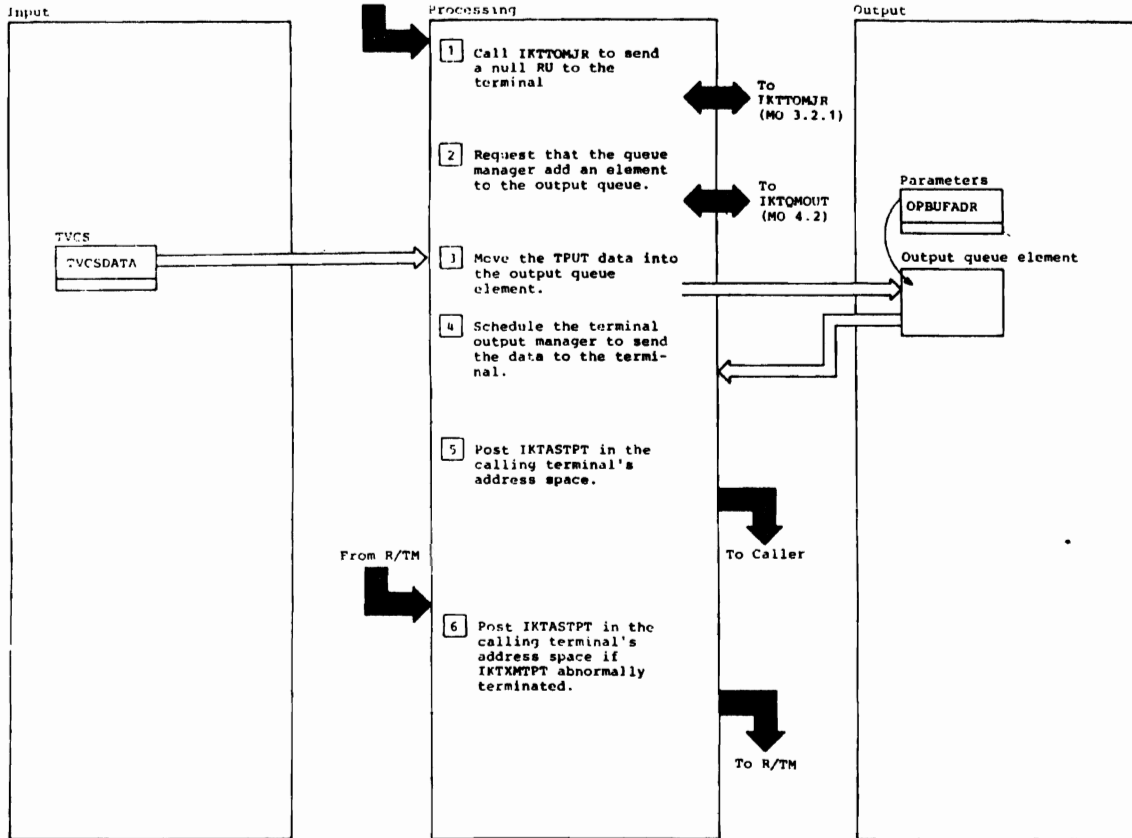 Input
Processing
Output
1 Call IKTTOMJR to send
a null RU to the
terminal
To
IKTTOMJR
(MO 3.2.1)
2 Request that the queue
manager add an element
to the output queue.
To
IKTQMOUT
(MO 4.2)
Parameters
OPBUFADR
TVCS
TVCSDATA
3 Move the TPUT data into
the output queue
element.
Output queue element
4 Schedule the terminal
output manager to send
the data to the termi-
nal.
5 Post IKTASTPT in the
calling terminal's
address space.
To Caller
From R/TM
6 Post IKTASTPT in the
calling terminal's
address space if
IKTXMTPT abnormally
terminated.
To R/TM